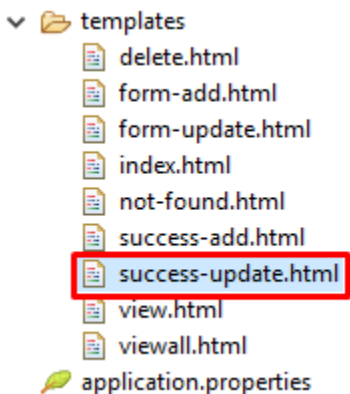 templates
delete.html
form-add.html
form-update.html
index.html
not-found.html
success-add.html
success-update.html
view.html
viewall.html
application.properties